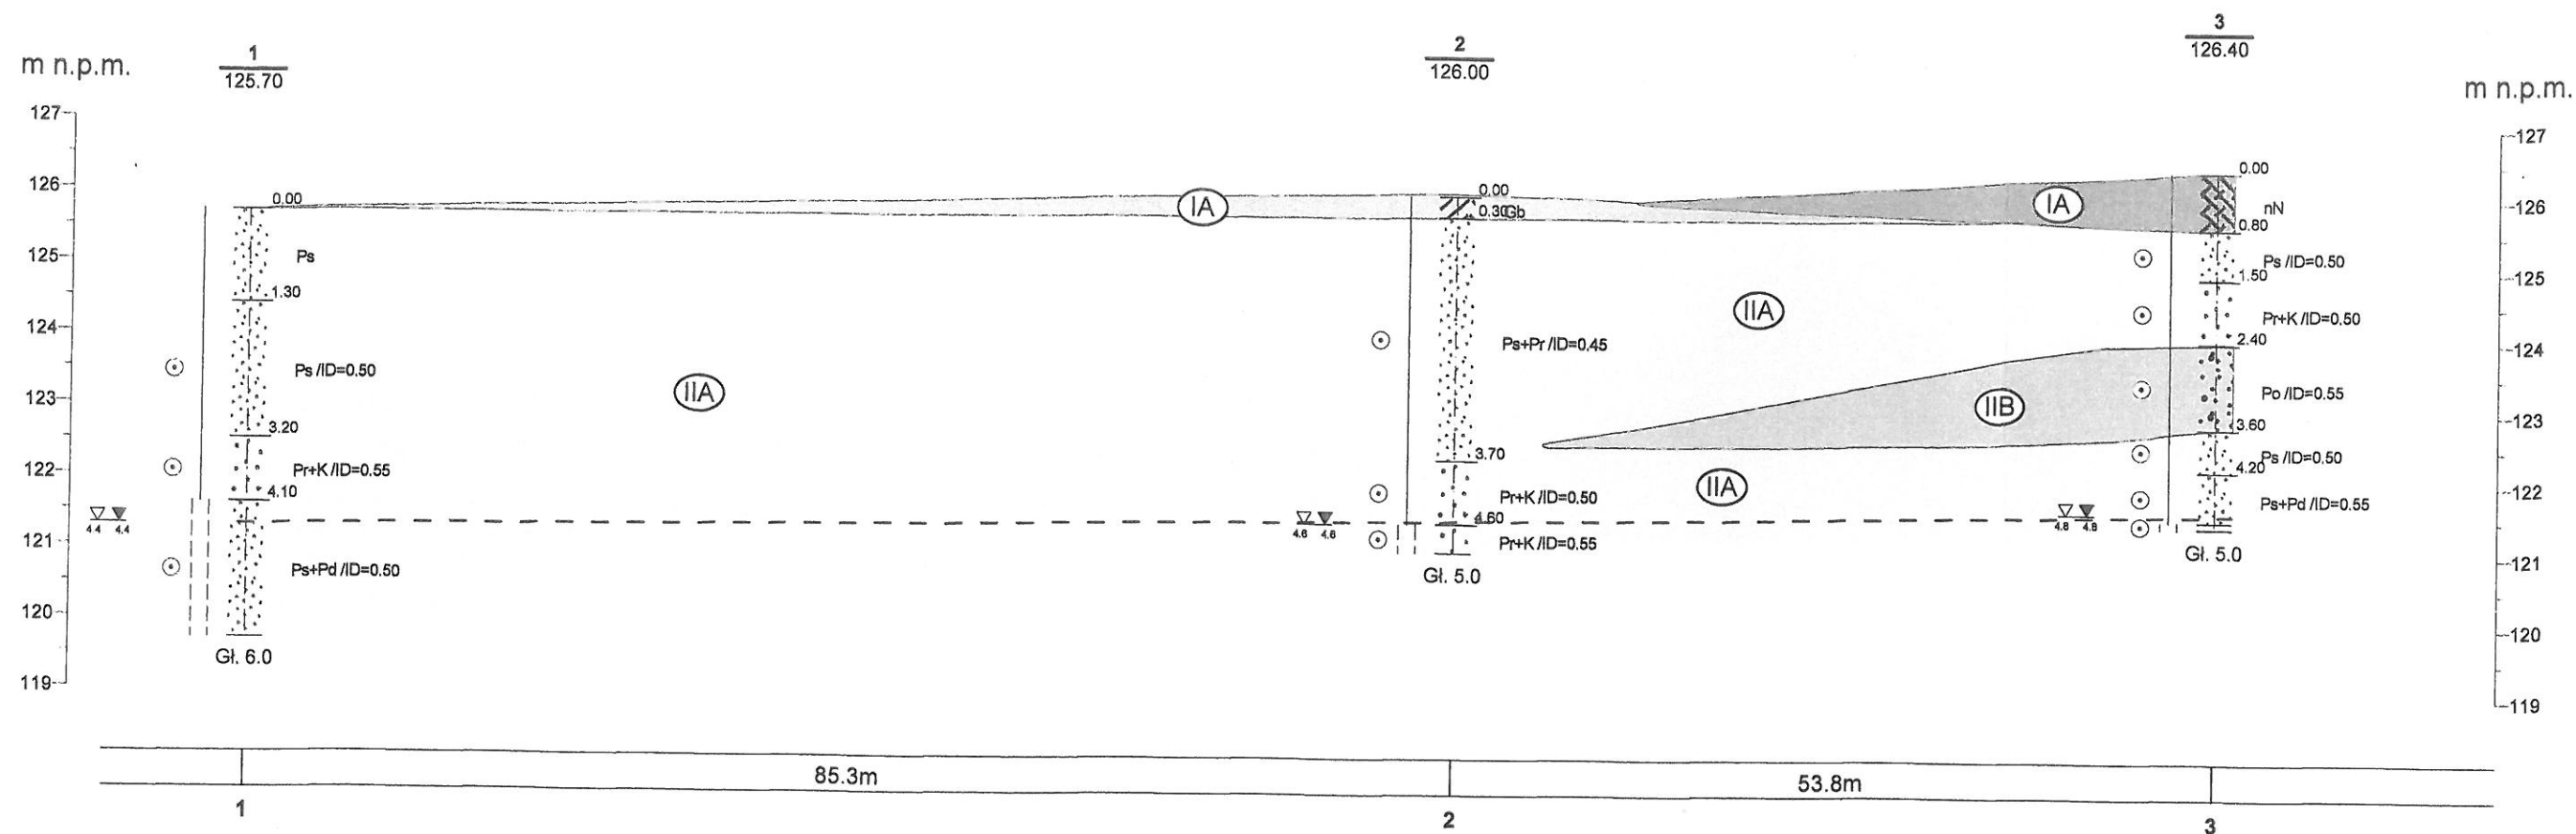 m n.p.m.
1
125.70
2
126.00
3
126.40
m n.p.m.
127
126
125
124
123
122
121
120
119
0.00
Ps
1.30
Ps /ID=0.50
3.20
Pr+K /ID=0.55
4.10
4.4 4.4
Ps+Pd /ID=0.50
Gł. 6.0
IIA
IA
0.00
0.30 Gb
Ps+Pr /ID=0.45
3.70
Pr+K /ID=0.50
4.60
4.6 4.6
Pr+K /ID=0.55
Gł. 5.0
IIA
IIB
IIA
IA
0.00
nN
0.80
Ps /ID=0.50
1.50
Pr+K /ID=0.50
2.40
Po /ID=0.55
3.60
Ps /ID=0.50
4.20
Ps+Pd /ID=0.55
4.8 4.8
Gł. 5.0
127
126
125
124
123
122
121
120
119
85.3m
53.8m
1
2
3